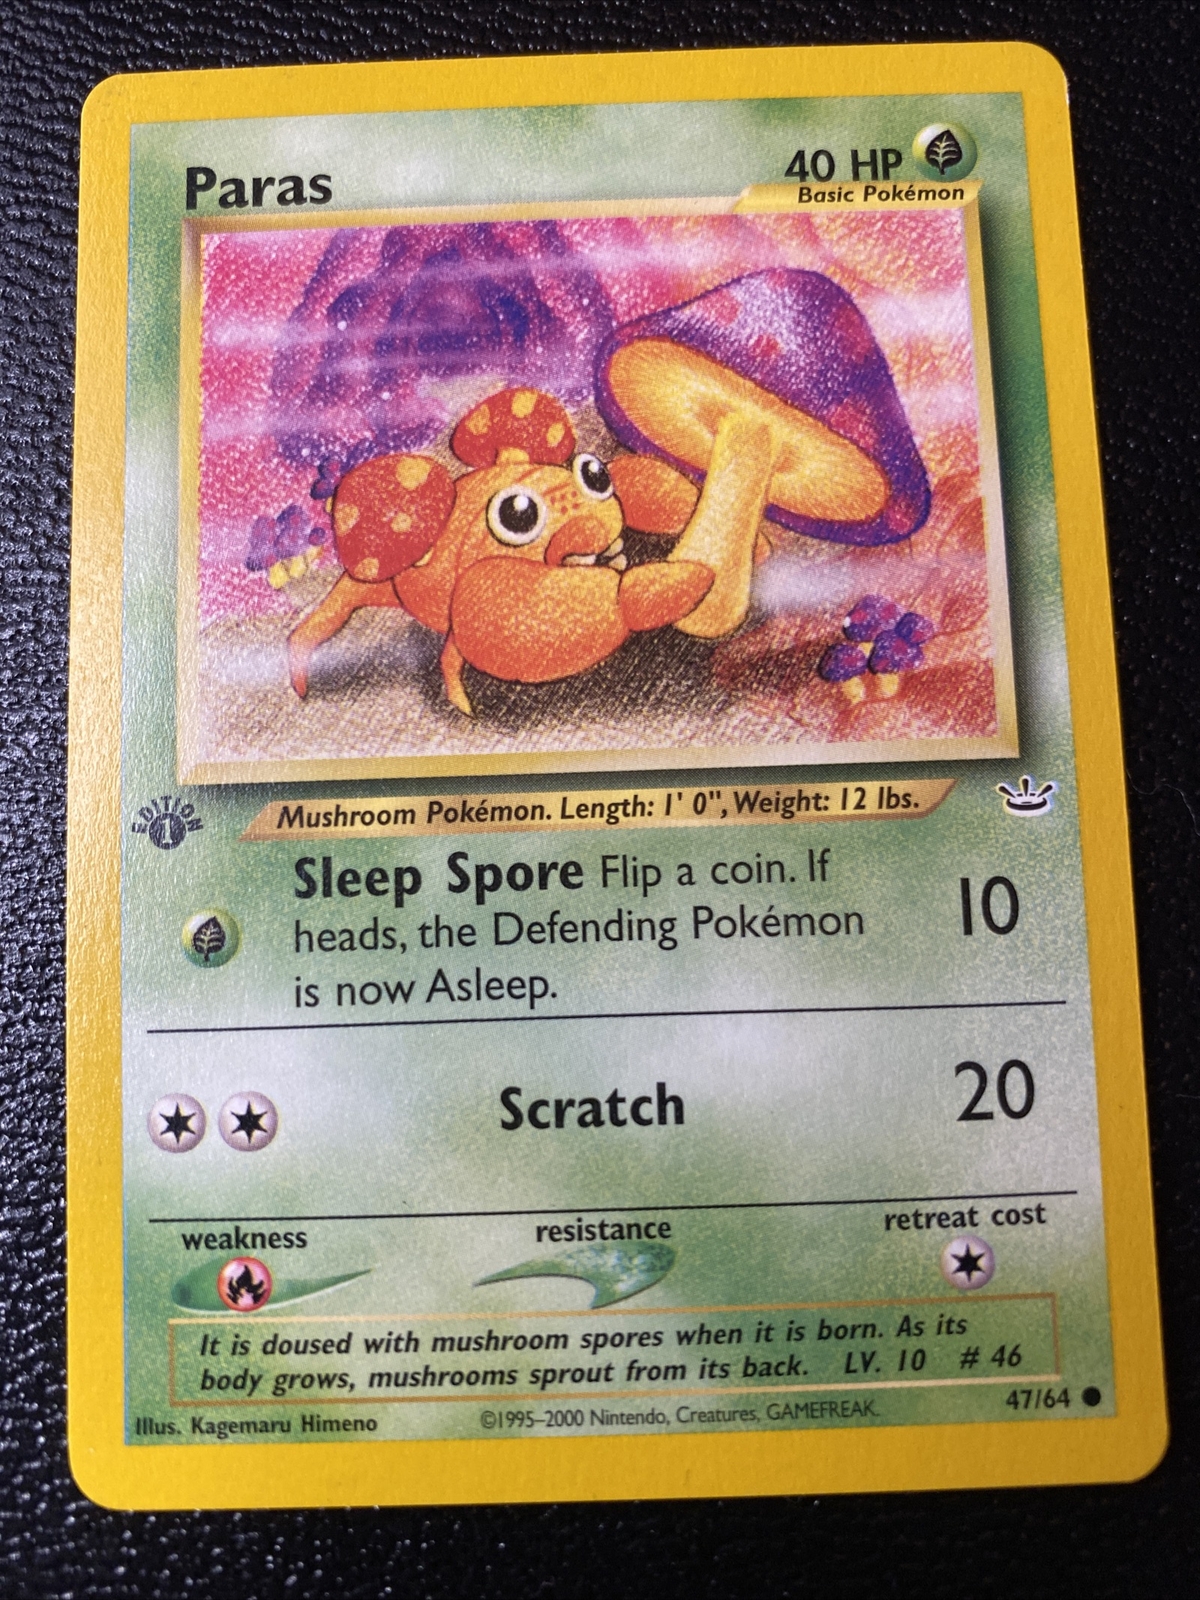 Paras
40 HP
Basic Pokémon
Mushroom Pokémon. Length: 1' 0", Weight: 12 lbs.
EDITION
1
Sleep Spore Flip a coin. If
heads, the Defending Pokémon
is now Asleep.
10
Scratch
20
weakness
resistance
retreat cost
It is doused with mushroom spores when it is born. As its
body grows, mushrooms sprout from its back. LV. 10 # 46
Illus. Kagemaru Himeno
©1995–2000 Nintendo, Creatures, GAMEFREAK.
47/64